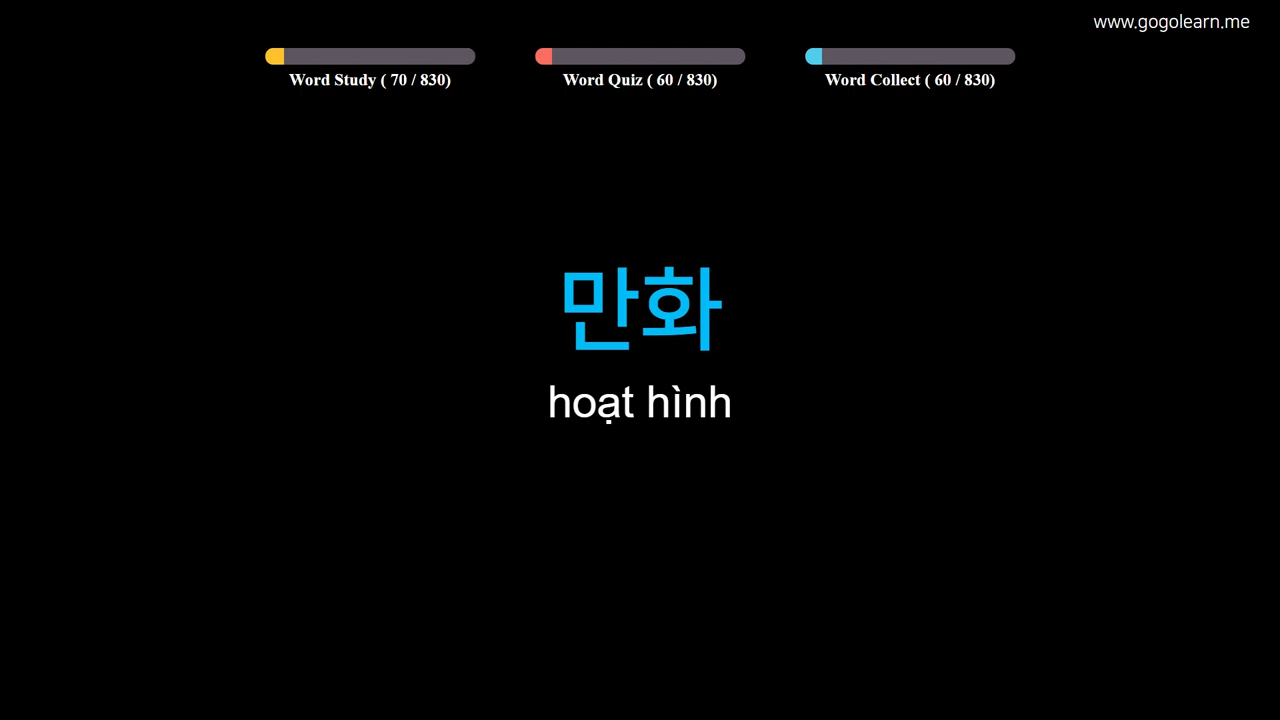 www.gogolearn.me
Word Study ( 70 / 830)
Word Quiz ( 60 / 830)
Word Collect ( 60 / 830)
만화
hoạt hình